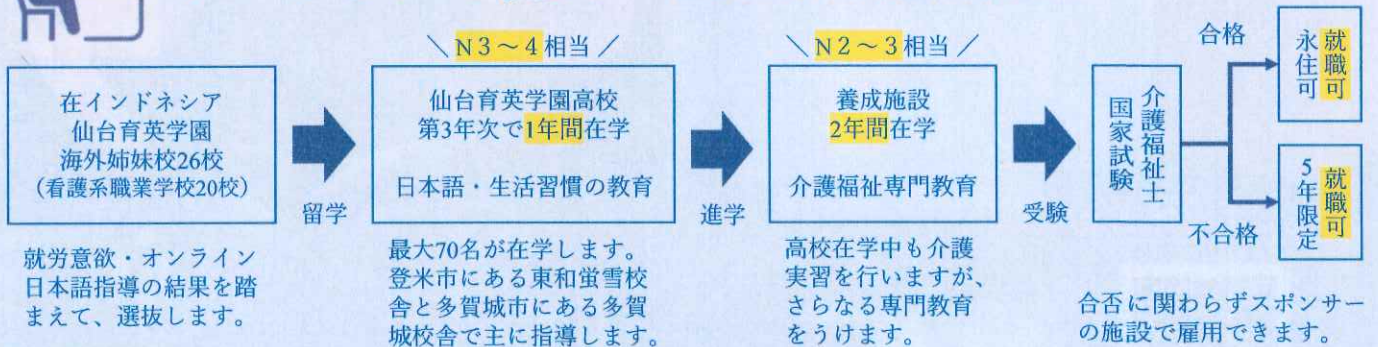 在インドネシア
仙台育英学園
海外姉妹校26校
（看護系職業学校20校）
就労意欲・オンライン
日本語指導の結果を踏
まえて、選抜します。
留学
＼ N３～４相当 ／
仙台育英学園高校
第3年次で1年間在学
日本語・生活習慣の教育
最大70名が在学します。
登米市にある東和蛍雪校
舎と多賀城市にある多賀
城校舎で主に指導します。
進学
＼ N２～３相当 ／
養成施設
2年間在学
介護福祉専門教育
高校在学中も介護
実習を行いますが、
さらなる専門教育
をうけます。
受験
介護福祉士
国家試験
合格
就職可
永住可
不合格
就職可
５年限定
合否に関わらずスポンサー
の施設で雇用できます。